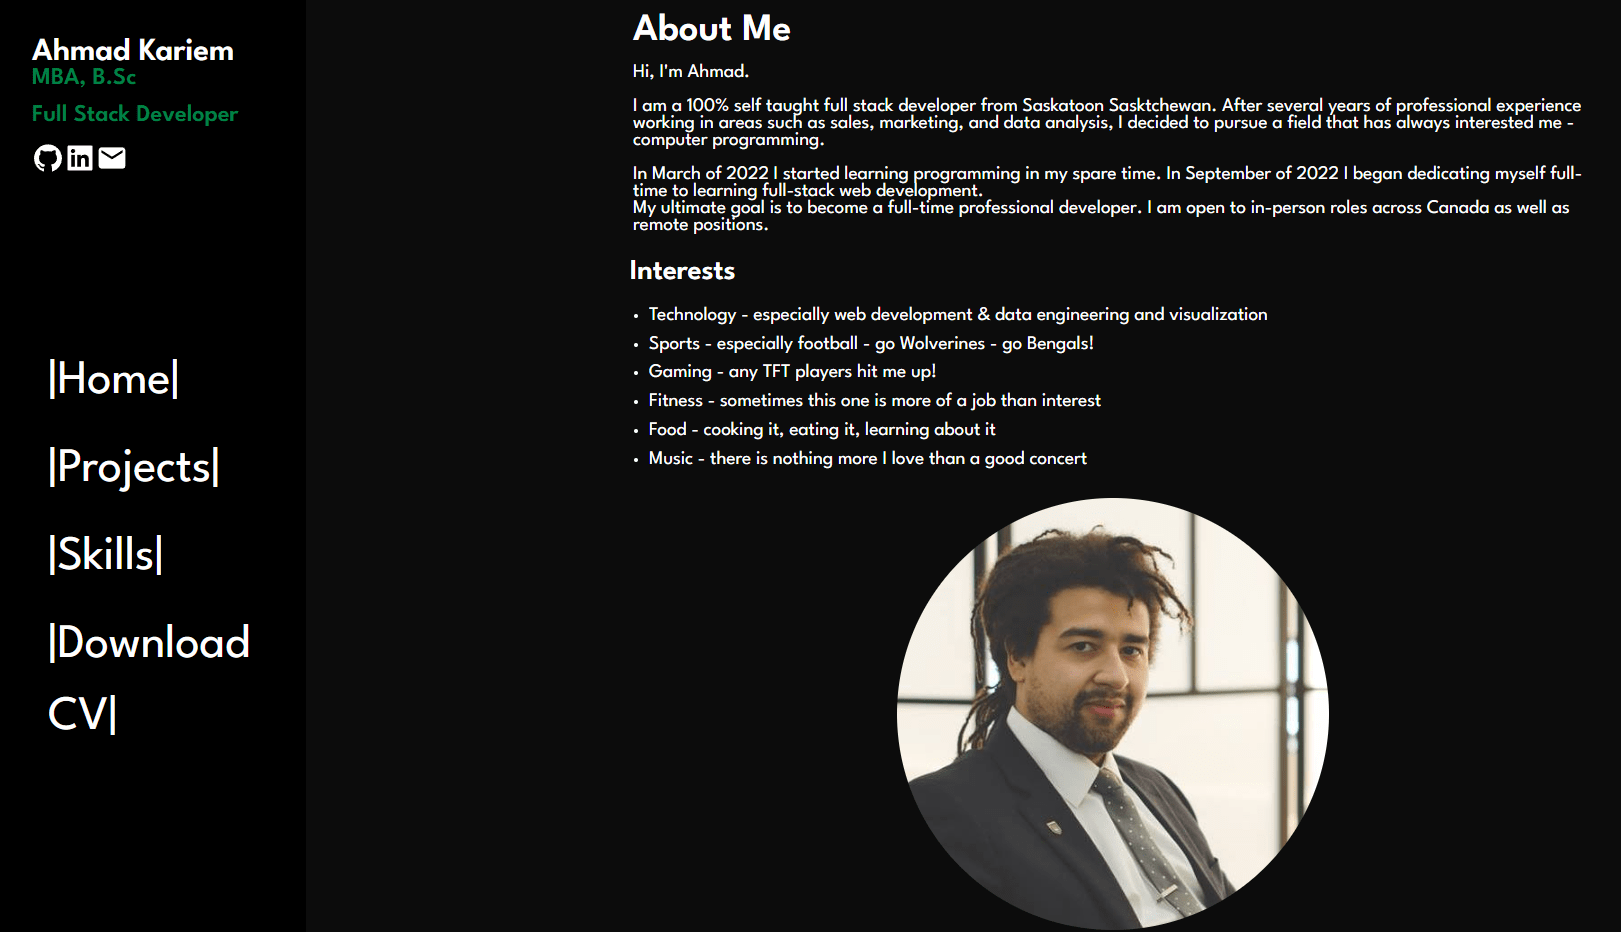 Ahmad Kariem
MBA, B.Sc
Full Stack Developer
|Home|
|Projects|
|Skills|
|Download
CV|
About Me
Hi, I'm Ahmad.
I am a 100% self taught full stack developer from Saskatoon Sasktchewan. After several years of professional experience
working in areas such as sales, marketing, and data analysis, I decided to pursue a field that has always interested me -
computer programming.
In March of 2022 I started learning programming in my spare time. In September of 2022 I began dedicating myself full-
time to learning full-stack web development.
My ultimate goal is to become a full-time professional developer. I am open to in-person roles across Canada as well as
remote positions.
Interests
• Technology - especially web development & data engineering and visualization
• Sports - especially football - go Wolverines - go Bengals!
• Gaming - any TFT players hit me up!
• Fitness - sometimes this one is more of a job than interest
• Food - cooking it, eating it, learning about it
• Music - there is nothing more I love than a good concert